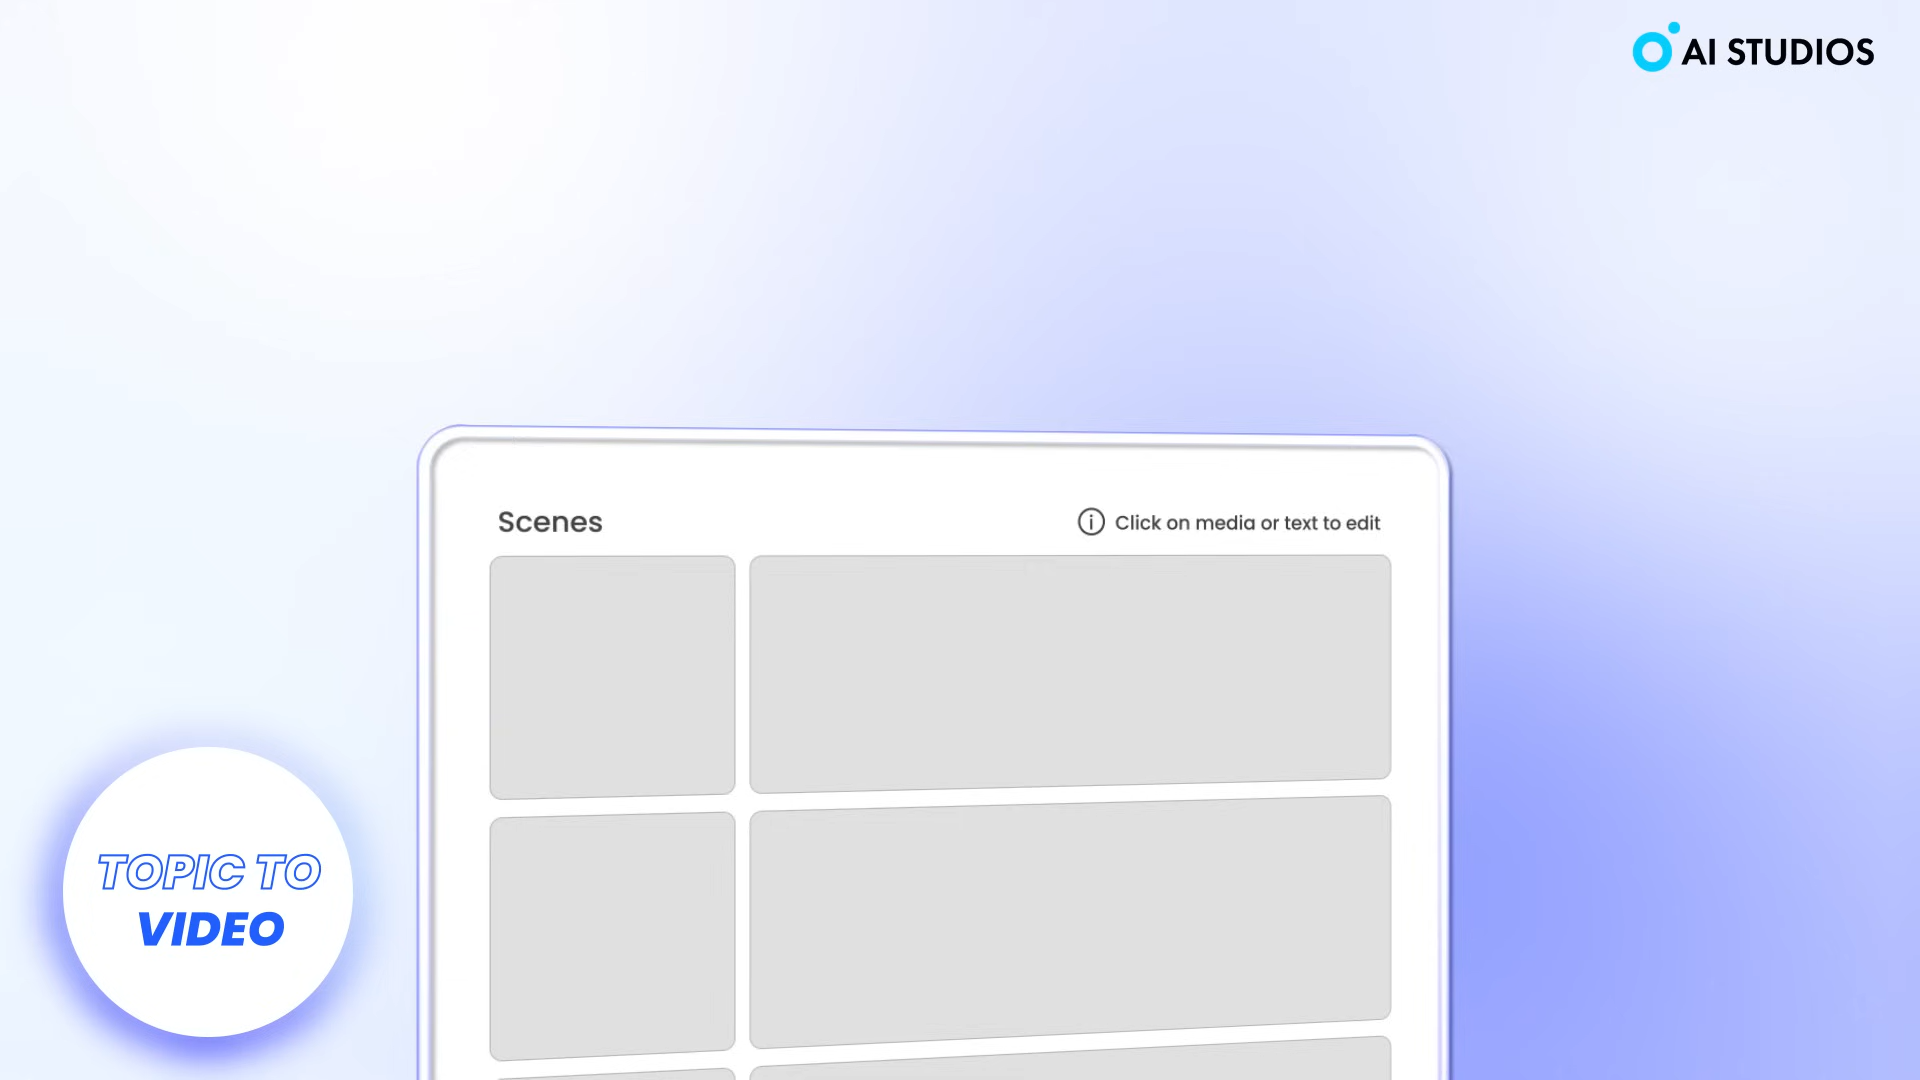 AI STUDIOS
Scenes
Click on media or text to edit
TOPIC TO
VIDEO